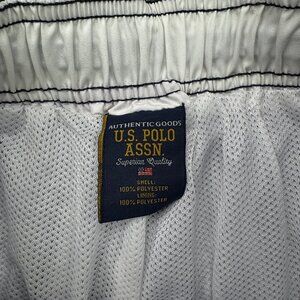 AUTHENTIC GOODS
U.S. POLO
ASSN.
Superior Quality
SHELL:
100% POLYESTER
LINING:
100% POLYESTER